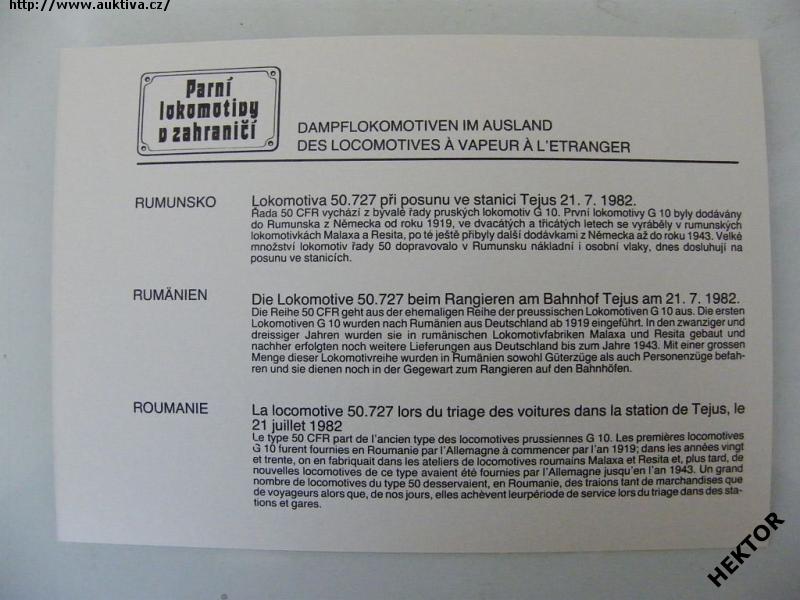 http://www.auktiva.cz/
Parní
lokomotivy
v zahraničí
DAMPFLOKOMOTIVEN IM AUSLAND
DES LOCOMOTIVES À VAPEUR À L'ETRANGER
RUMUNSKO
Lokomotiva 50.727 při posunu ve stanici Tejus 21. 7. 1982.
Řada 50 CFR vychází z bývalé řady pruských lokomotiv G 10. První lokomotivy G 10 byly dodávány
do Rumunska z Německa od roku 1919, ve dvacátých a třicátých letech se vyráběly v rumunských
lokomotivkách Malaxa a Resita, po té ještě přibyly další dodávkami z Německa až do roku 1943. Velké
množství lokomotiv řady 50 dopravovalo v Rumunsku nákladní i osobní vlaky, dnes dosluhují na
posunu ve stanicích.
RUMÄNIEN
Die Lokomotive 50.727 beim Rangieren am Bahnhof Tejus am 21. 7. 1982.
Die Reihe 50 CFR geht aus der ehemaligen Reihe der preussischen Lokomotiven G 10 aus. Die ersten
Lokomotiven G 10 wurden nach Rumänien aus Deutschland ab 1919 eingeführt. In den zwanziger und
dreissiger Jahren wurden sie in rumänischen Lokomotivfabriken Malaxa und Resita gebaut und
nachher erfolgten noch weitere Lieferungen aus Deutschland bis zum Jahre 1943. Mit einer grossen
Menge dieser Lokomotivreihe wurden in Rumänien sowohl Güterzüge als auch Personenzüge befah-
ren und sie dienen noch in der Gegewart zum Rangieren auf den Bahnhöfen.
ROUMANIE
La locomotive 50.727 lors du triage des voitures dans la station de Tejus, le
21 juillet 1982
Le type 50 CFR part de l'ancien type des locomotives prussiennes G 10. Les premières locomotives
G 10 furent fournies en Roumanie par l'Allemagne à commencer par l'an 1919; dans les années vingt
et trente, on en fabriquait dans les ateliers de locomotives roumains Malaxa et Resita et, plus tard, de
nouvelles locomotives de ce type avaient été fournies par l'Allemagne jusqu'en l'an 1943. Un grand
nombre de locomotives du type 50 desservaient, en Roumanie, des traions tant de marchandises que
de voyageurs alors que, de nos jours, elles achèvent leurpériode de service lors du triage dans des sta-
tions et gares.
HEKTOR